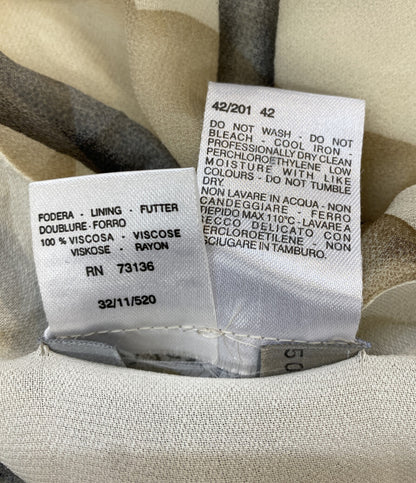 FODERA - LINING - FUTTER
DOUBLURE - FORRO
100 % VISCOSA - VISCOSE
VISKOSE - RAYON
RN 73136
32/11/520
42/201 42
DO NOT WASH - DO NOT
BLEACH - COOL IRON -
PROFESSIONALLY DRY CLEAN
PERCHLOROETHYLENE LOW
MOISTURE WITH LIKE
COLOURS - DO NOT TUMBLE
DRY.
NON LAVARE IN ACQUA - NON
CANDEGGIARE - FERRO
TIEPIDO MAX 110°C - LAVARE A
SECCO DELICATO CON
PERCLOROETILENE - NON
ASCIUGARE IN TAMBURO.
50